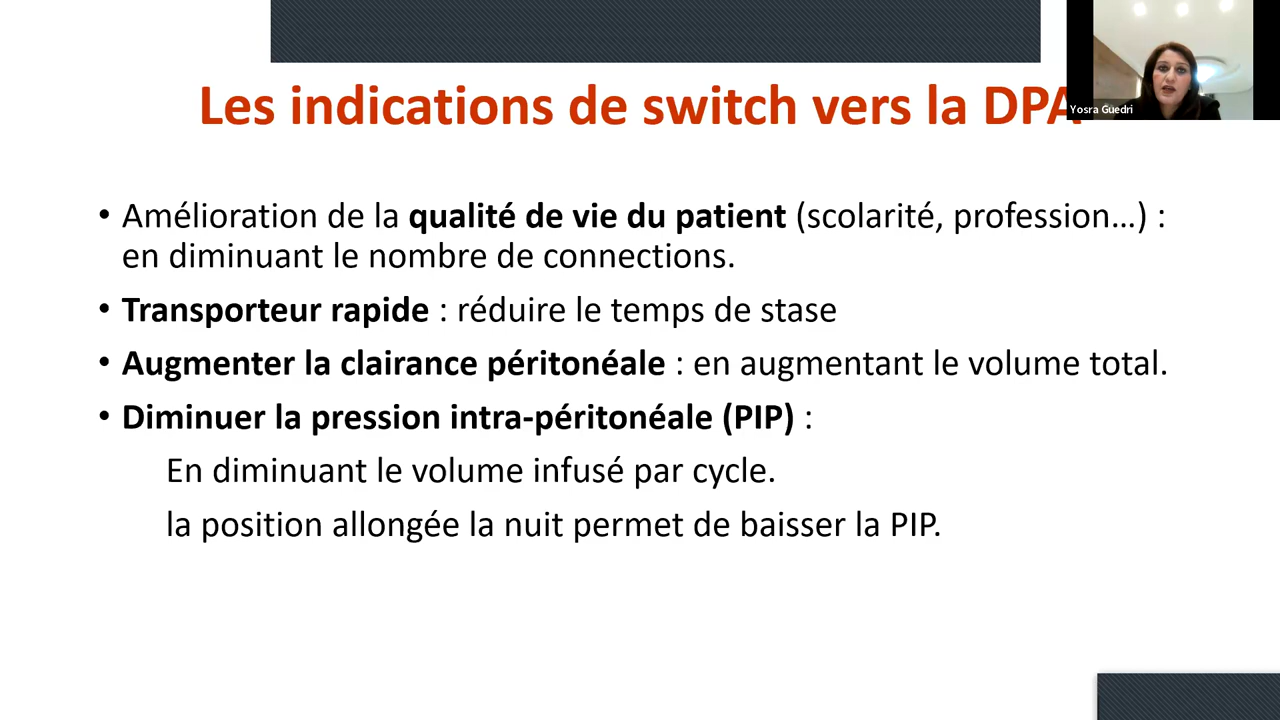 Les indications de switch vers la DPA
Yosra Guedri
• Amélioration de la qualité de vie du patient (scolarité, profession...) :
en diminuant le nombre de connections.
• Transporteur rapide : réduire le temps de stase
• Augmenter la clairance péritonéale : en augmentant le volume total.
• Diminuer la pression intra-péritonéale (PIP) :
En diminuant le volume infusé par cycle.
la position allongée la nuit permet de baisser la PIP.